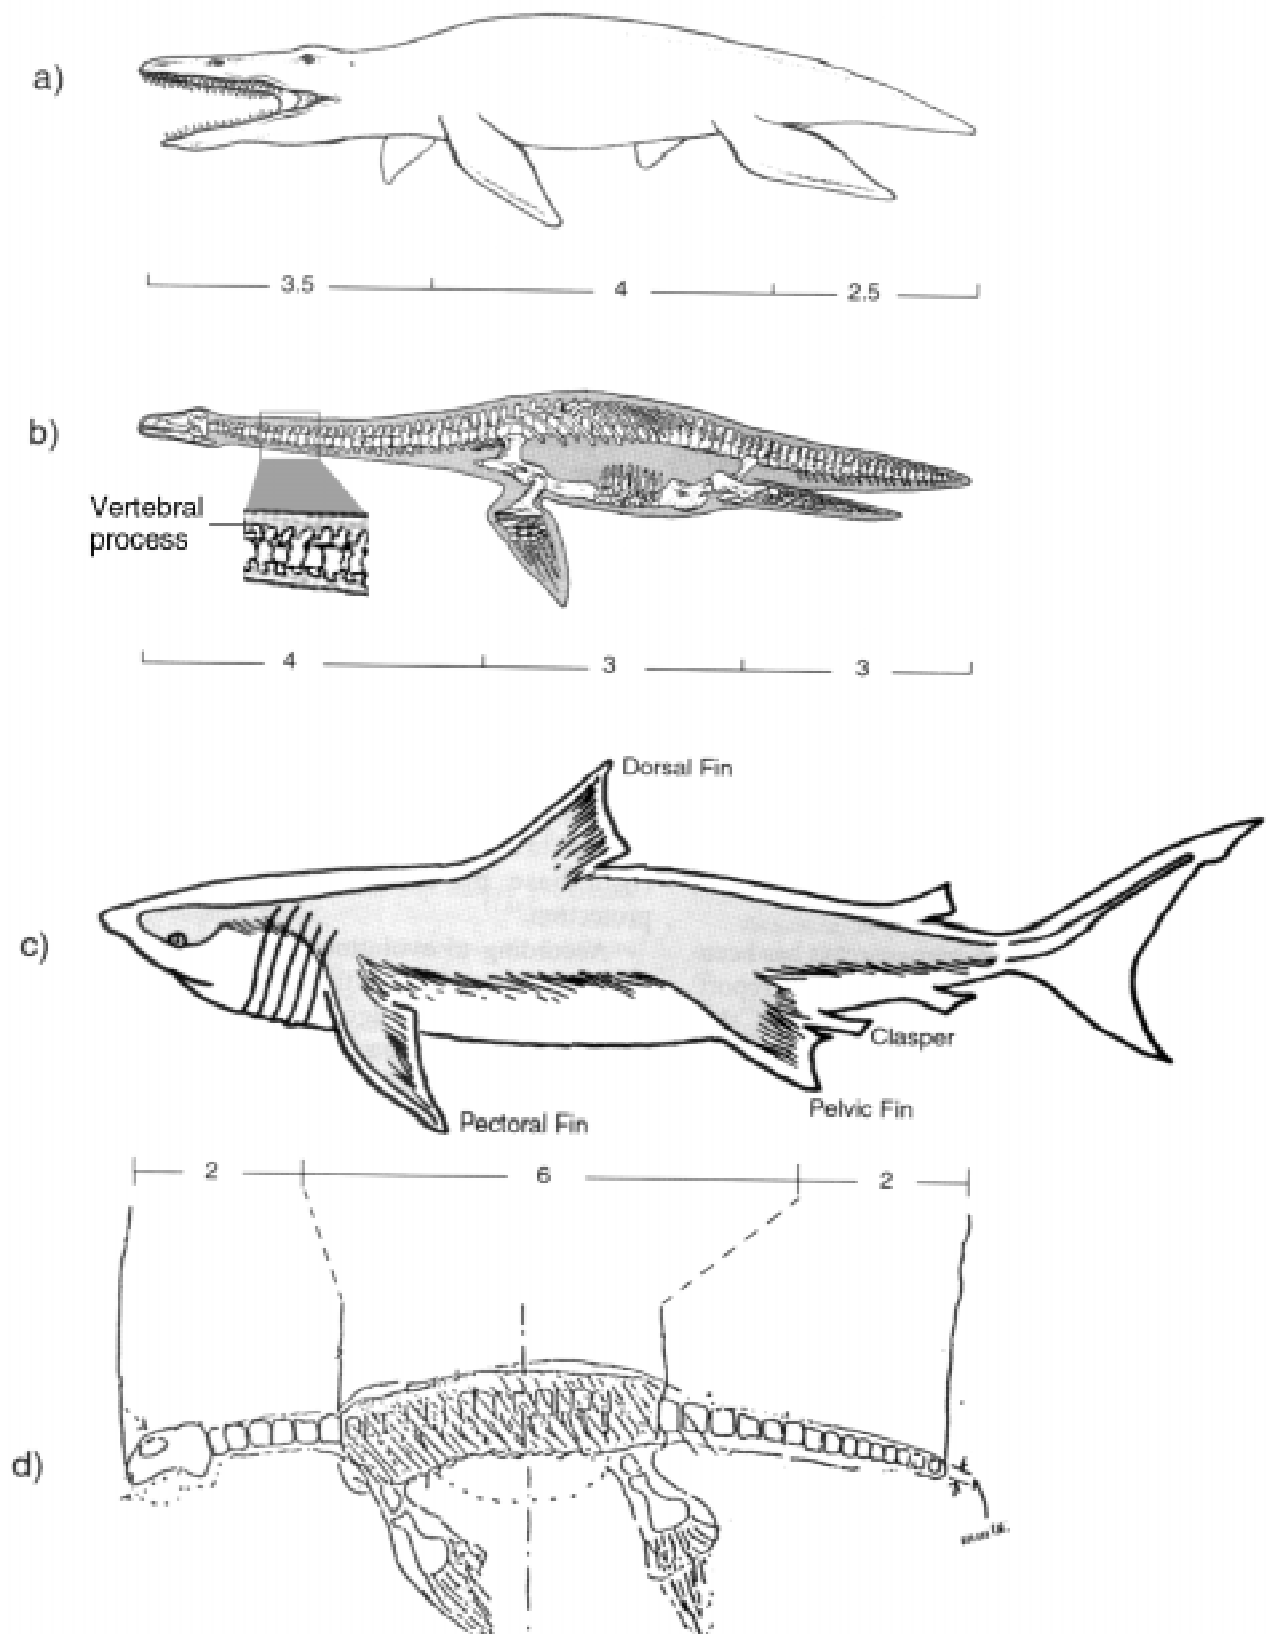 a)
3.5 4 2.5
b)
Vertebral
process
4 3 3
Dorsal Fin
c)
Clasper
Pelvic Fin
Pectoral Fin
2 6 2
d)